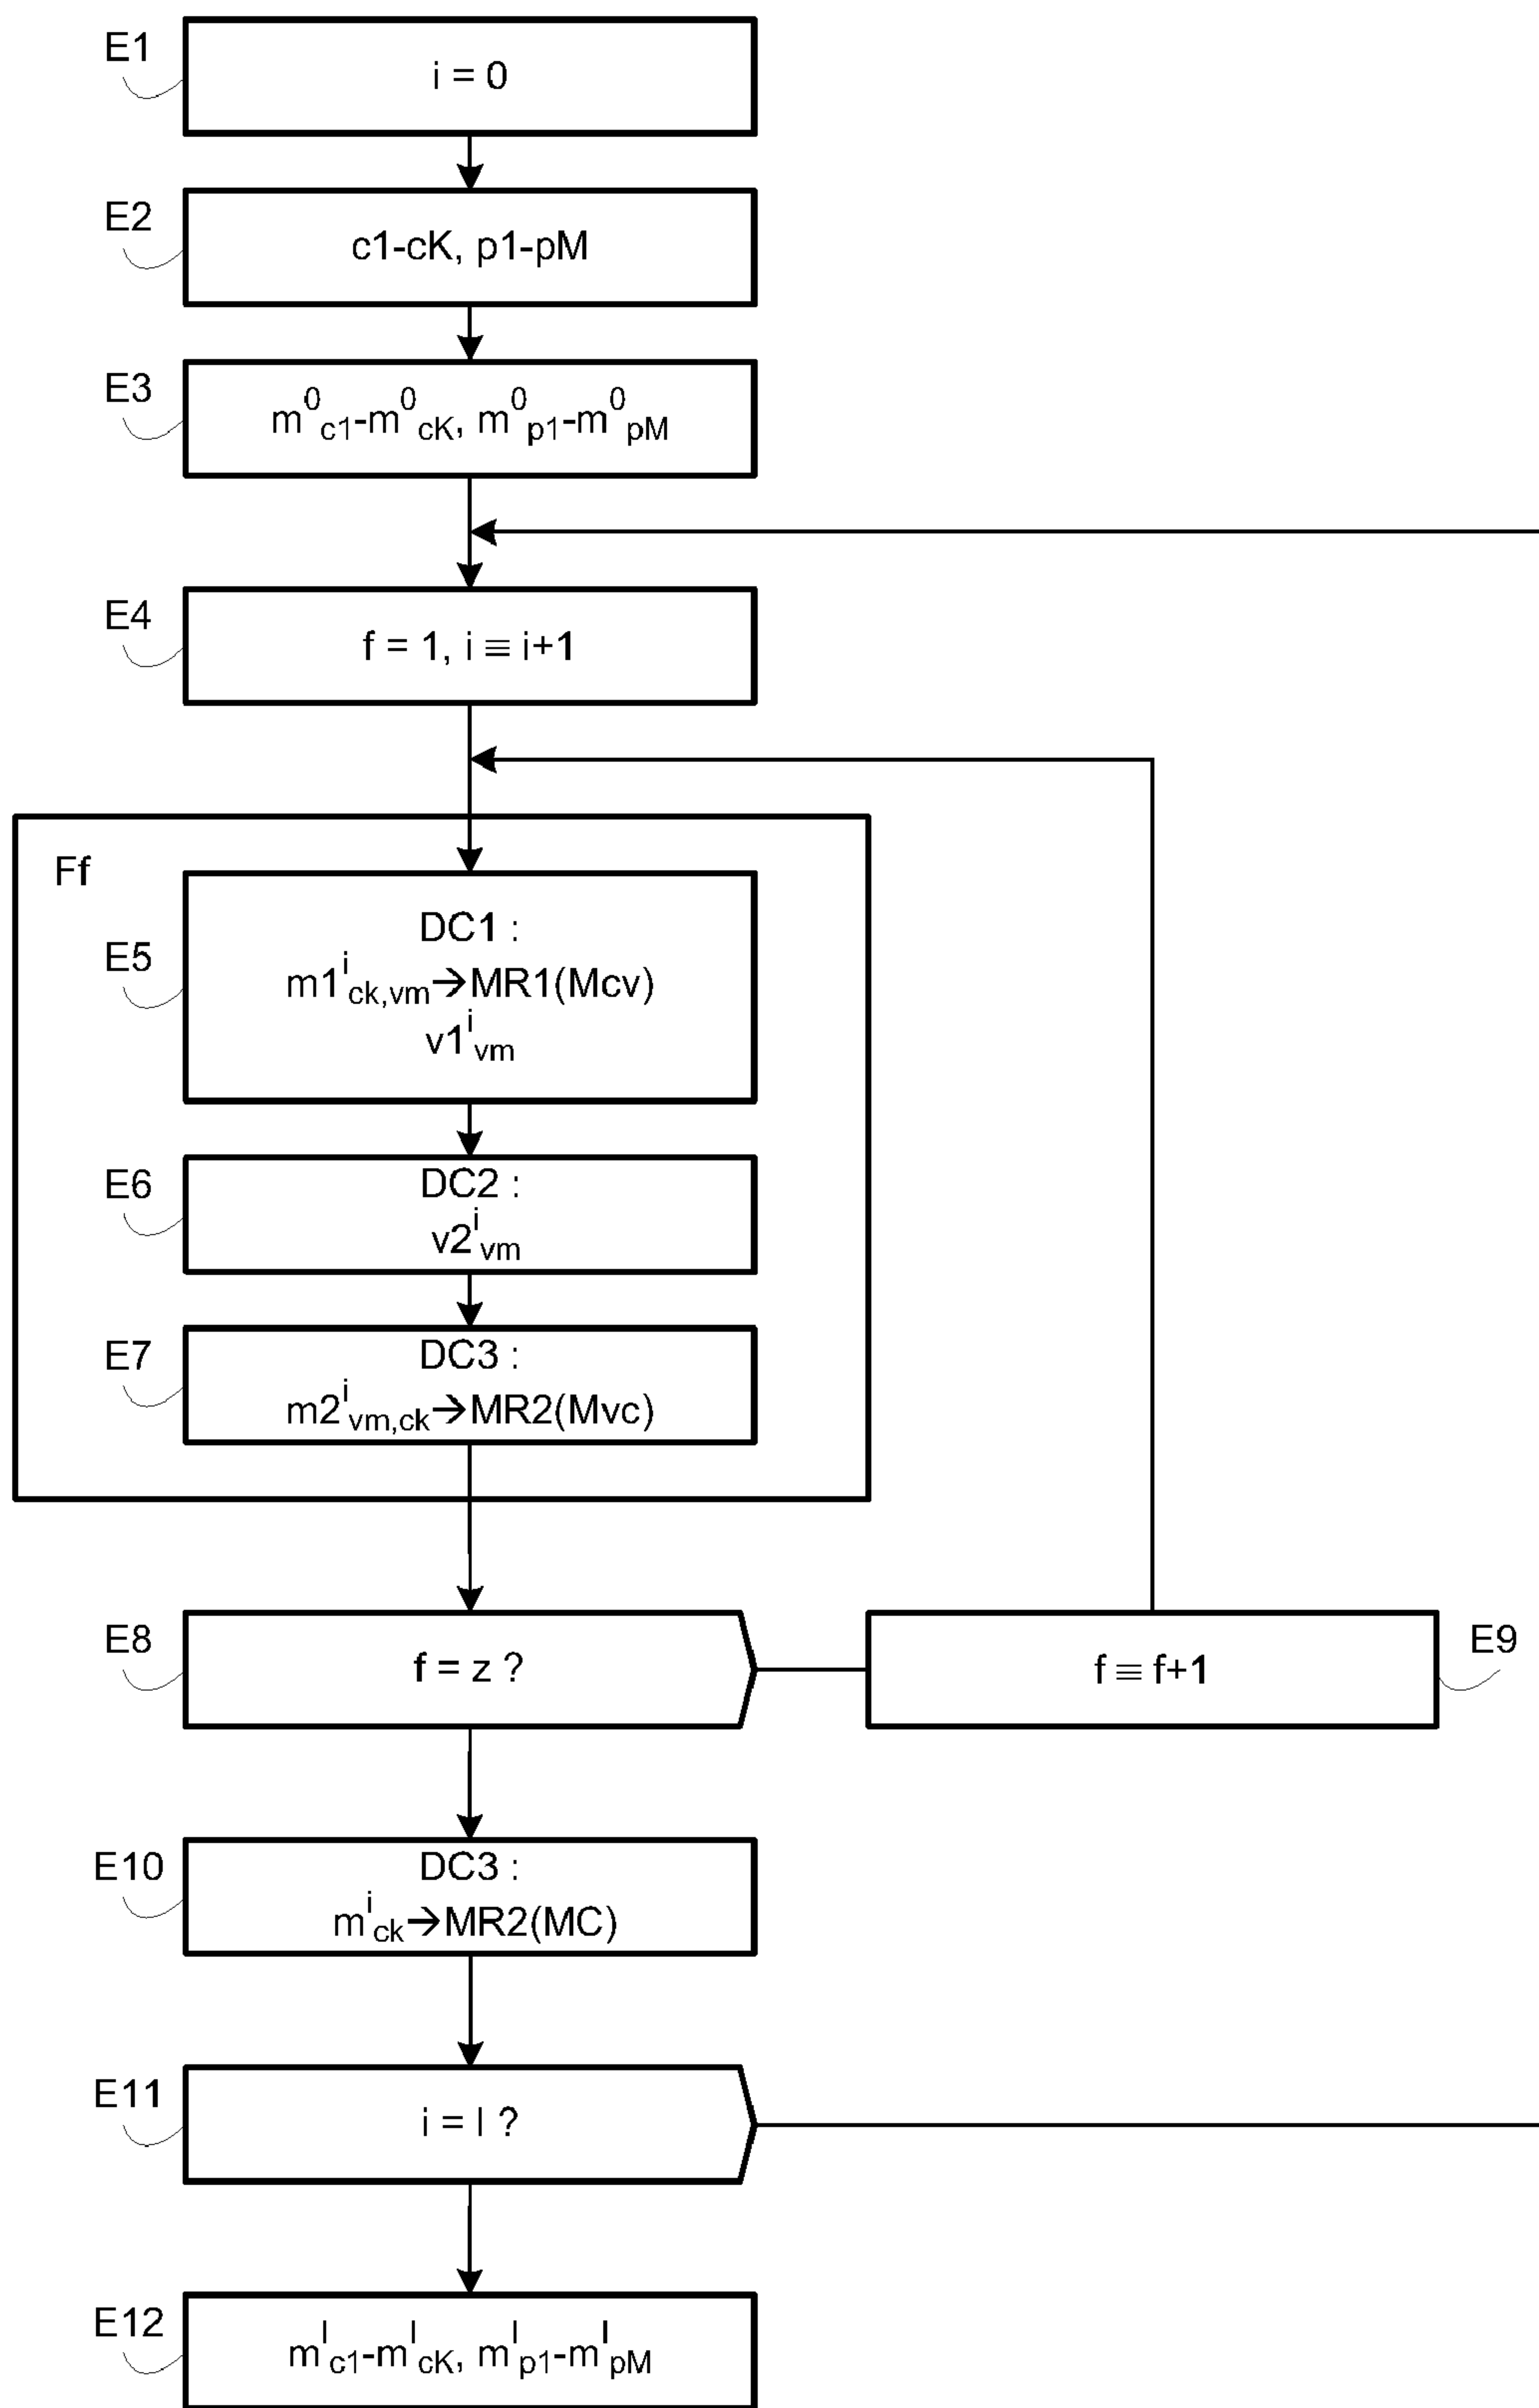 E1
i = 0
E2
c1-cK, p1-pM
E3
m⁰c1-m⁰cK, m⁰p1-m⁰pM
E4
f = 1, i ≡ i+1
Ff
DC1 :
E5
m1ⁱck,vm→MR1(Mcv)
v1ⁱvm
E6
DC2 :
v2ⁱvm
E7
DC3 :
m2ⁱvm,ck→MR2(Mvc)
E8
f = z ?
f ≡ f+1
E9
E10
DC3 :
mⁱck→MR2(MC)
E11
i = I ?
E12
mᴵc1-mᴵcK, mᴵp1-mᴵpM